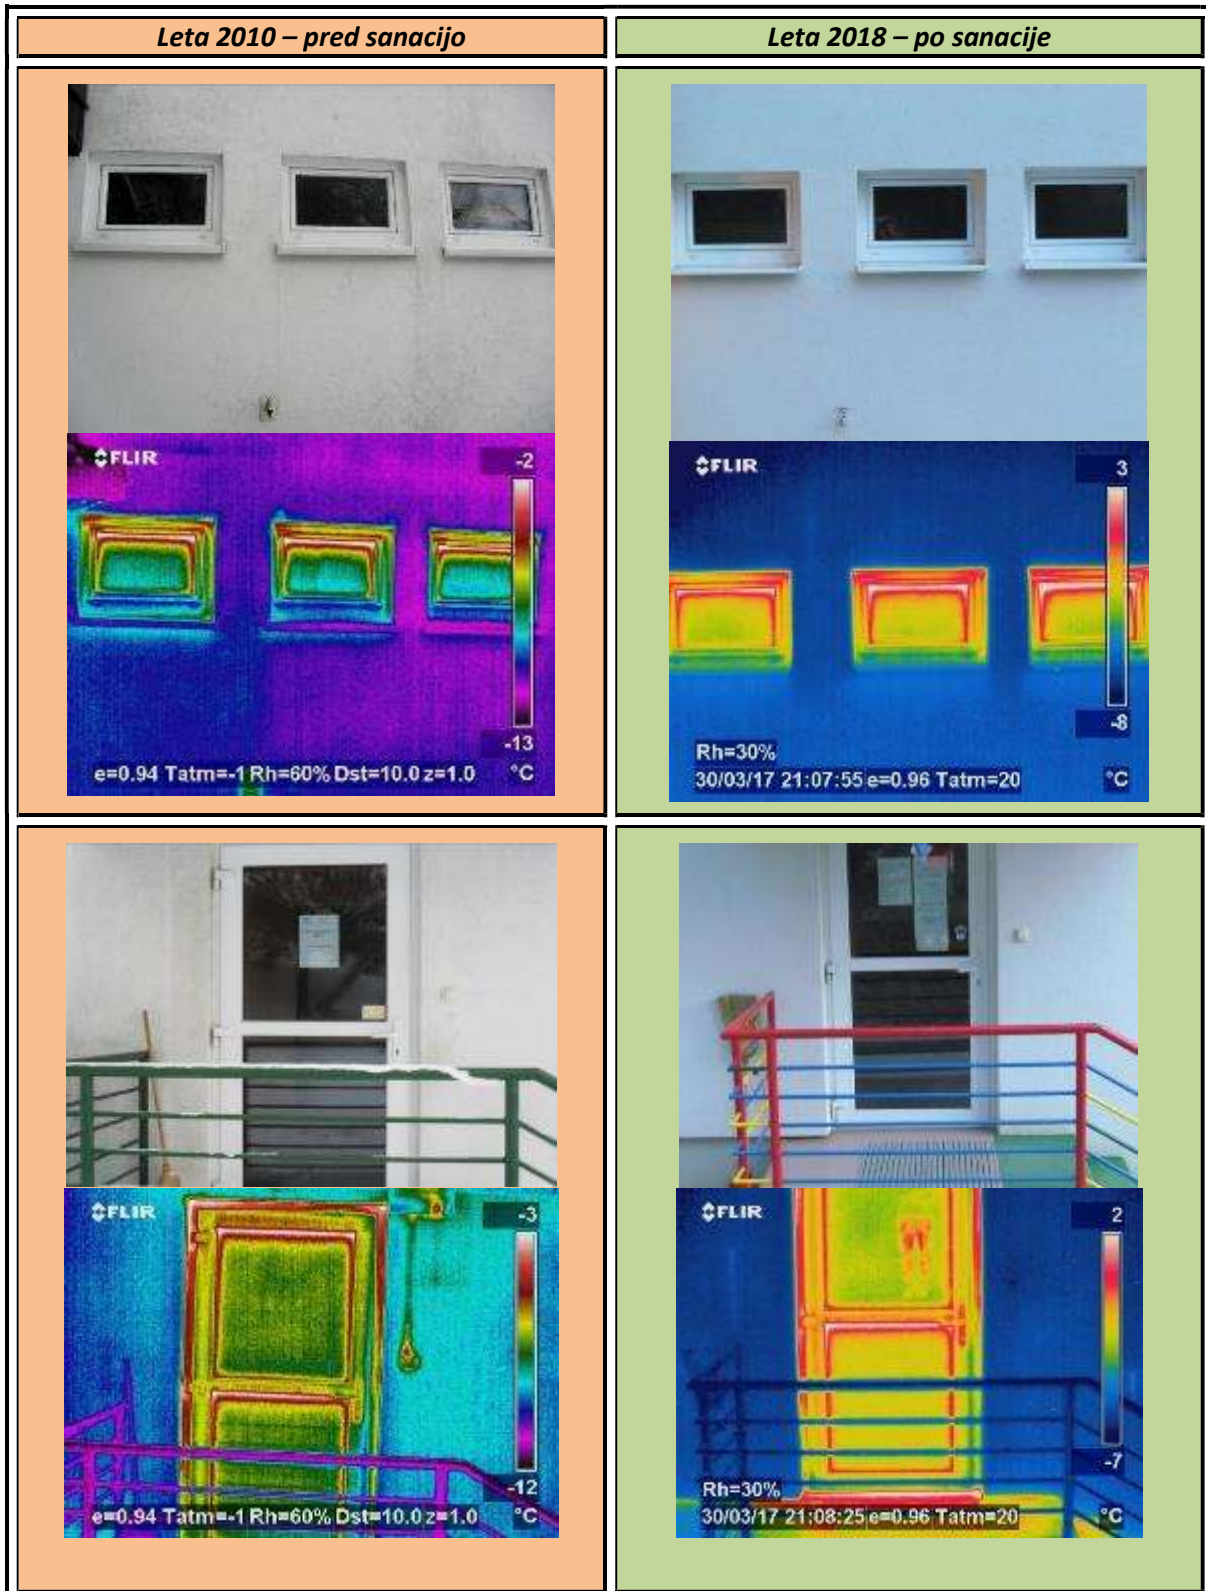 Leta 2010 – pred sanacijo
Leta 2018 – po sanacije
FLIR
-2
-13
e=0.94 Tatm=-1 Rh=60% Dst=10.0 z=1.0 °C
FLIR
3
-8
Rh=30%
30/03/17 21:07:55 e=0.96 Tatm=20 °C
FLIR
-3
-12
e=0.94 Tatm=-1 Rh=60% Dst=10.0 z=1.0 °C
FLIR
2
-7
Rh=30%
30/03/17 21:08:25 e=0.96 Tatm=20 °C